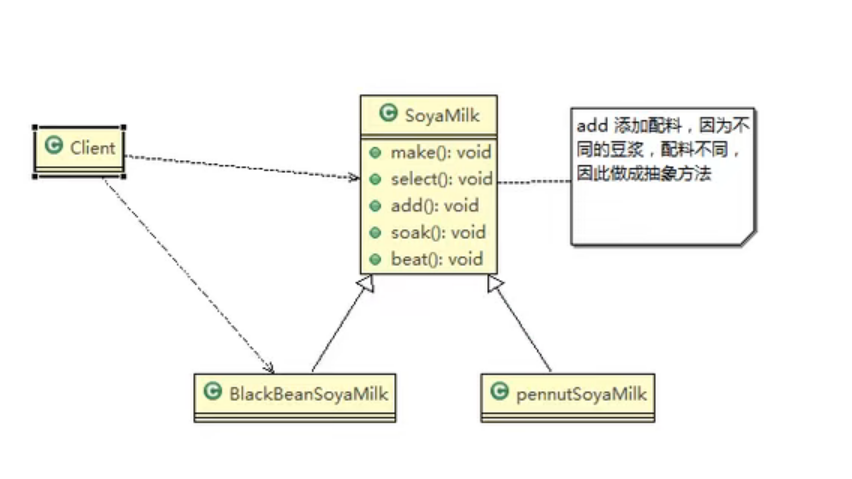 SoyaMilk
Client
make(): void
select(): void
add(): void
soak(): void
beat(): void
add 添加配料，因为不
同的豆浆，配料不同，
因此做成抽象方法
BlackBeanSoyaMilk
pennutSoyaMilk